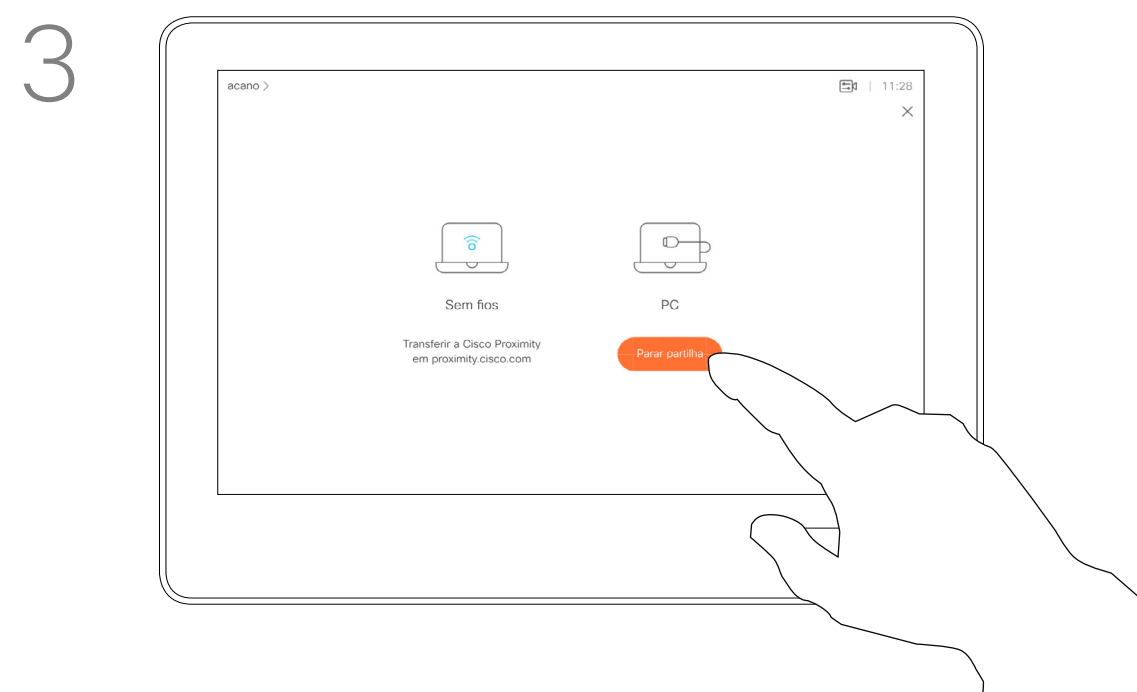 3
acano >
11:28
Sem fios
PC
Transferir a Cisco Proximity
em proximity.cisco.com
Parar partilha